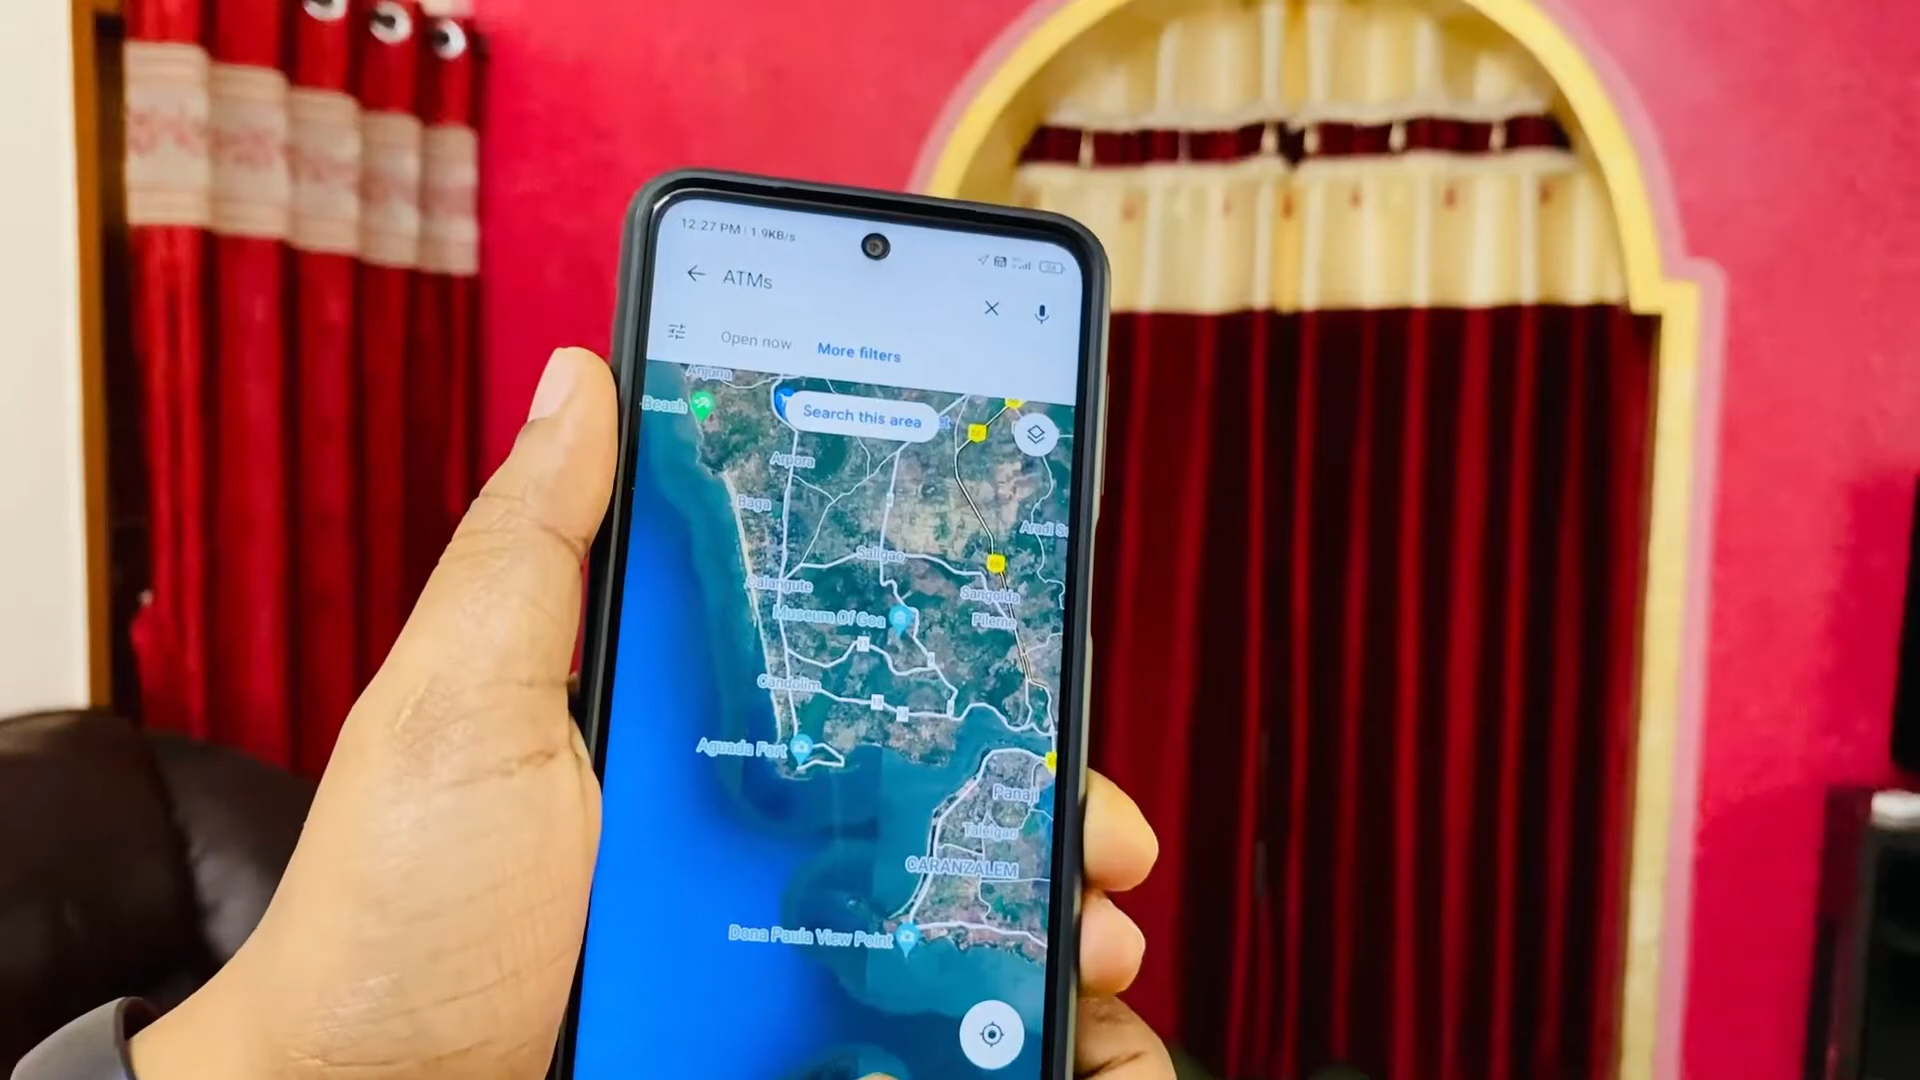 12:27 PM | 1.9KB/s
ATMs
Open now
More filters
Anjuna
Beach
Search this area
Arpora
Baga
Saligao
Calangute
Sangolda
Museum Of Goa
Pilerne
Candolim
Aguada Fort
Panaji
Taleigao
CARANZALEM
Dona Paula View Point